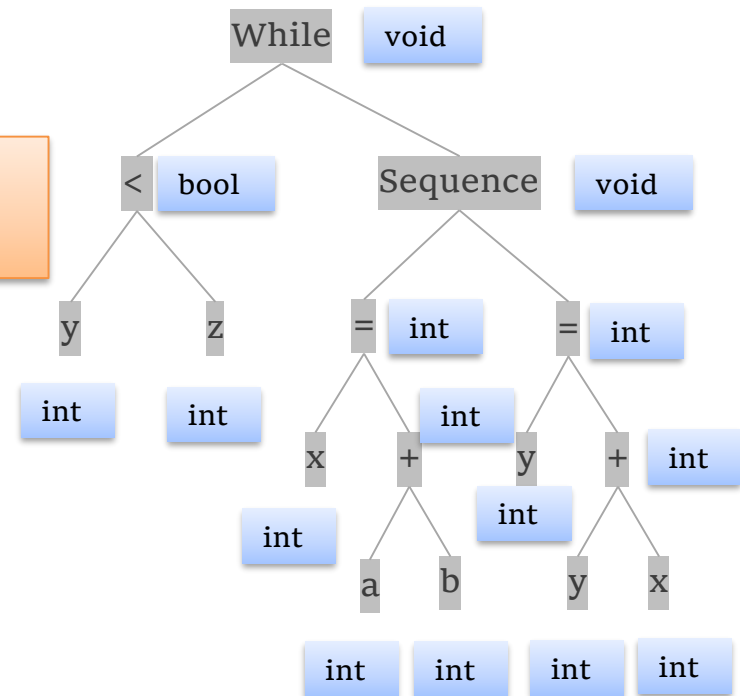 While void
< bool Sequence void
y z = int = int
int int int
x + y + int
int int
a b y x
int int int int